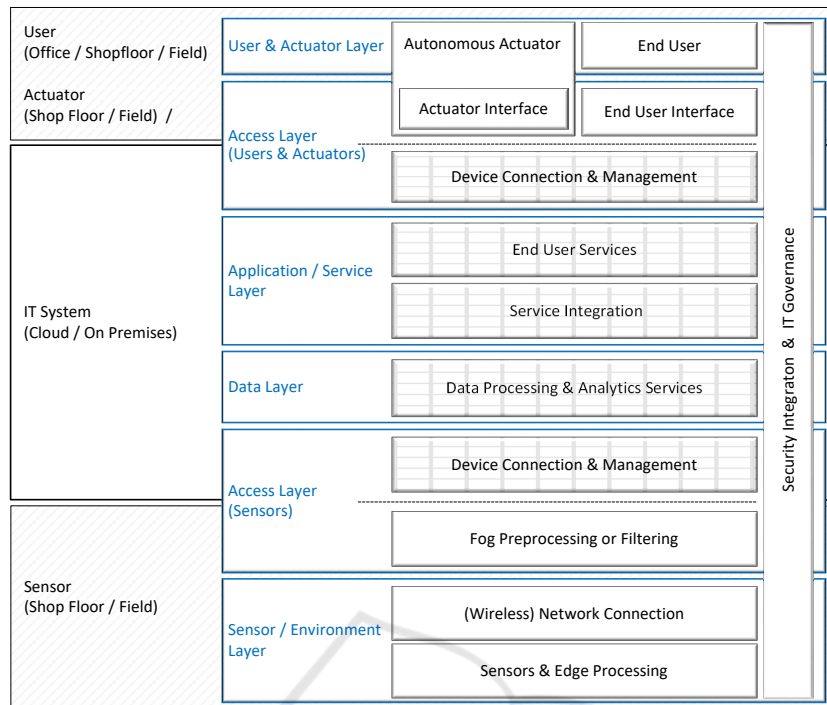 User
(Office / Shopfloor / Field)
Actuator
(Shop Floor / Field)  /
IT System
(Cloud / On Premises)
Sensor
(Shop Floor / Field)
User & Actuator Layer
Autonomous Actuator
End User
Actuator Interface
End User Interface
Access Layer
(Users & Actuators)
Device Connection & Management
Application / Service
Layer
End User Services
Service Integration
Data Layer
Data Processing & Analytics Services
Access Layer
(Sensors)
Device Connection & Management
Fog Preprocessing or Filtering
Sensor / Environment
Layer
(Wireless) Network Connection
Sensors & Edge Processing
Security Integraton & IT Governance